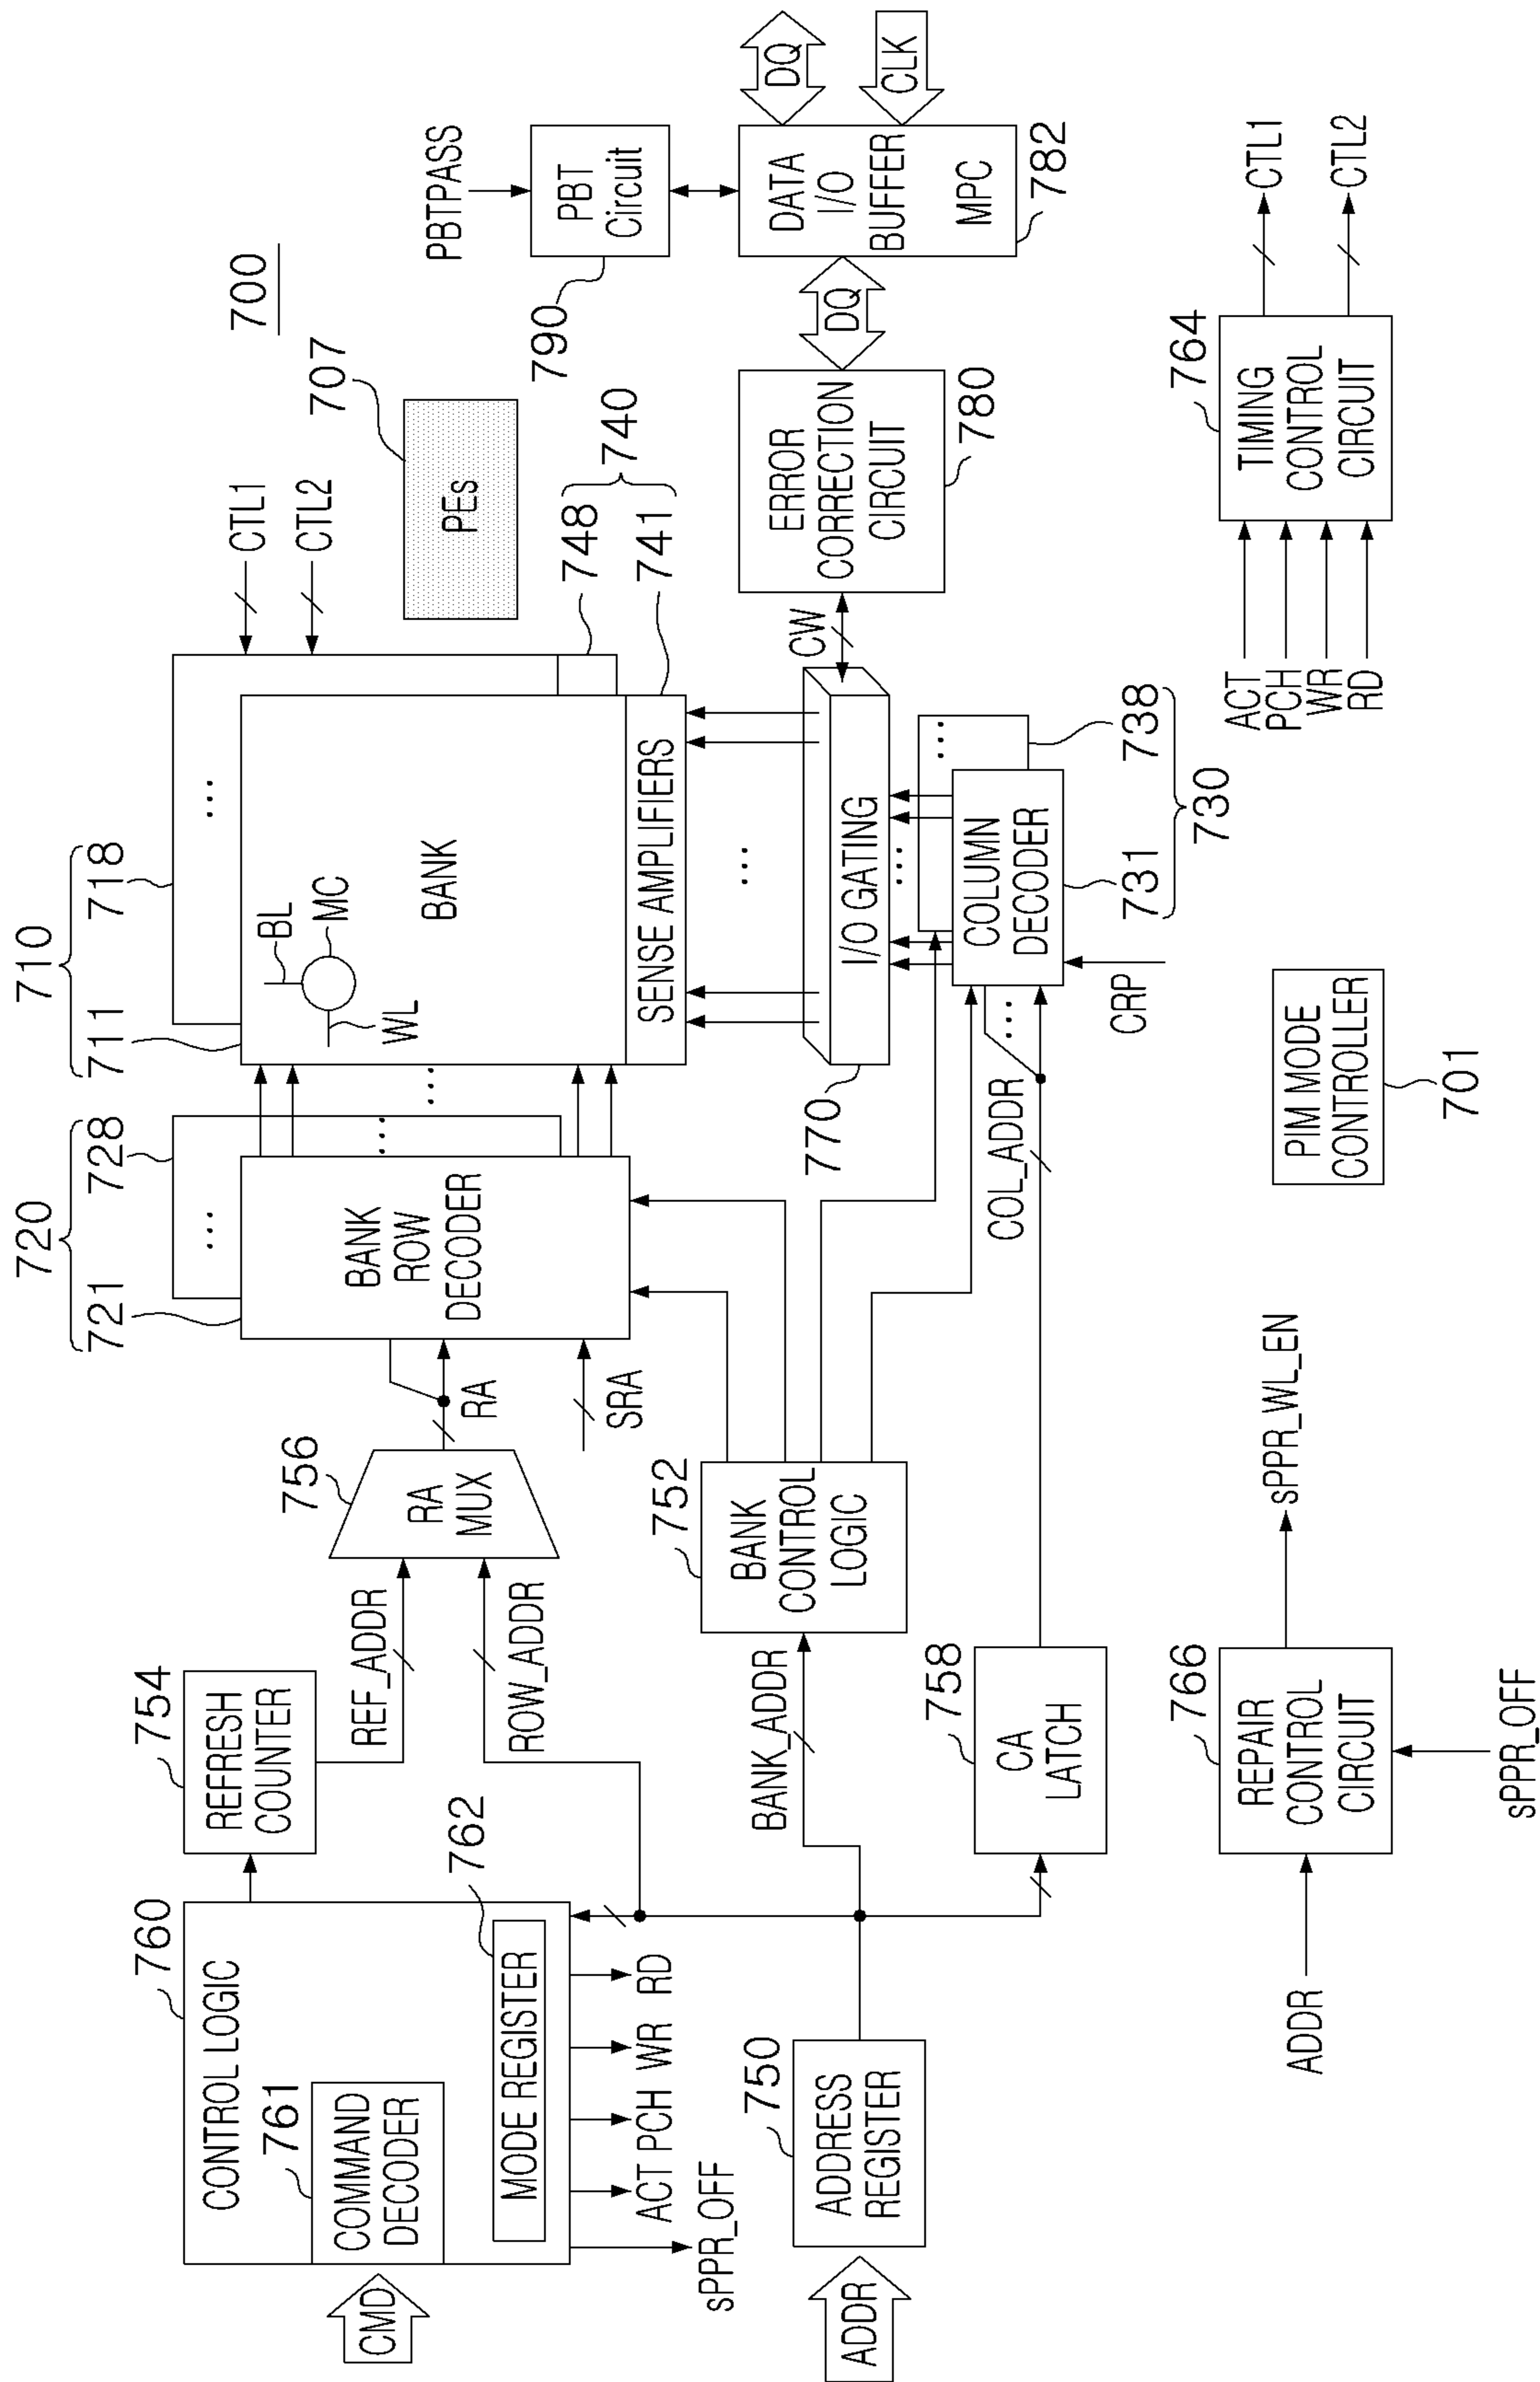 700
710
711
718
720
721
728
CTL1
CTL2
707
PEs
BL
MC
WL
BANK
...
SENSE AMPLIFIERS
748
741
740
BANK
ROW
DECODER
...
...
...
RA
SRA
756
RA
MUX
REF_ADDR
ROW_ADDR
754
REFRESH
COUNTER
760
CONTROL LOGIC
761
COMMAND
DECODER
762
MODE REGISTER
CMD
sPPR_OFF
ACT
PCH
WR
RD
PBTPASS
790
PBT
Circuit
DQ
CLK
DATA
I/O
BUFFER
MPC
782
DQ
ERROR
CORRECTION
CIRCUIT
780
CW
...
I/O GATING
770
...
...
COLUMN
DECODER
731
738
730
...
CRP
COL_ADDR
752
BANK
CONTROL
LOGIC
BANK_ADDR
758
CA
LATCH
750
ADDRESS
REGISTER
ADDR
ADDR
766
REPAIR
CONTROL
CIRCUIT
sPPR_WL_EN
sPPR_OFF
PIM MODE
CONTROLLER
701
ACT
PCH
WR
RD
764
TIMING
CONTROL
CIRCUIT
CTL1
CTL2